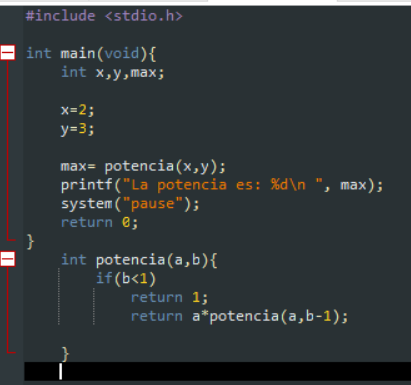 #include <stdio.h>
int main(void){
int x,y,max;
x=2;
y=3;
max= potencia(x,y);
printf("La potencia es: %d\n ", max);
system("pause");
return 0;
}
int potencia(a,b){
if(b<1)
return 1;
return a*potencia(a,b-1);
}